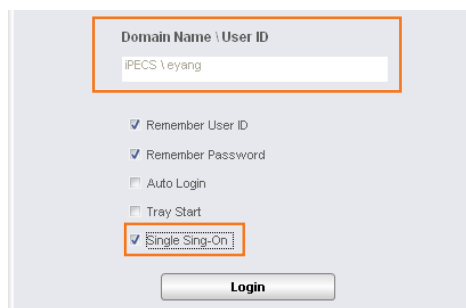 Domain Name \ User ID
iPECS \ eyang
Remember User ID
Remember Password
Auto Login
Tray Start
Single Sing-On
Login